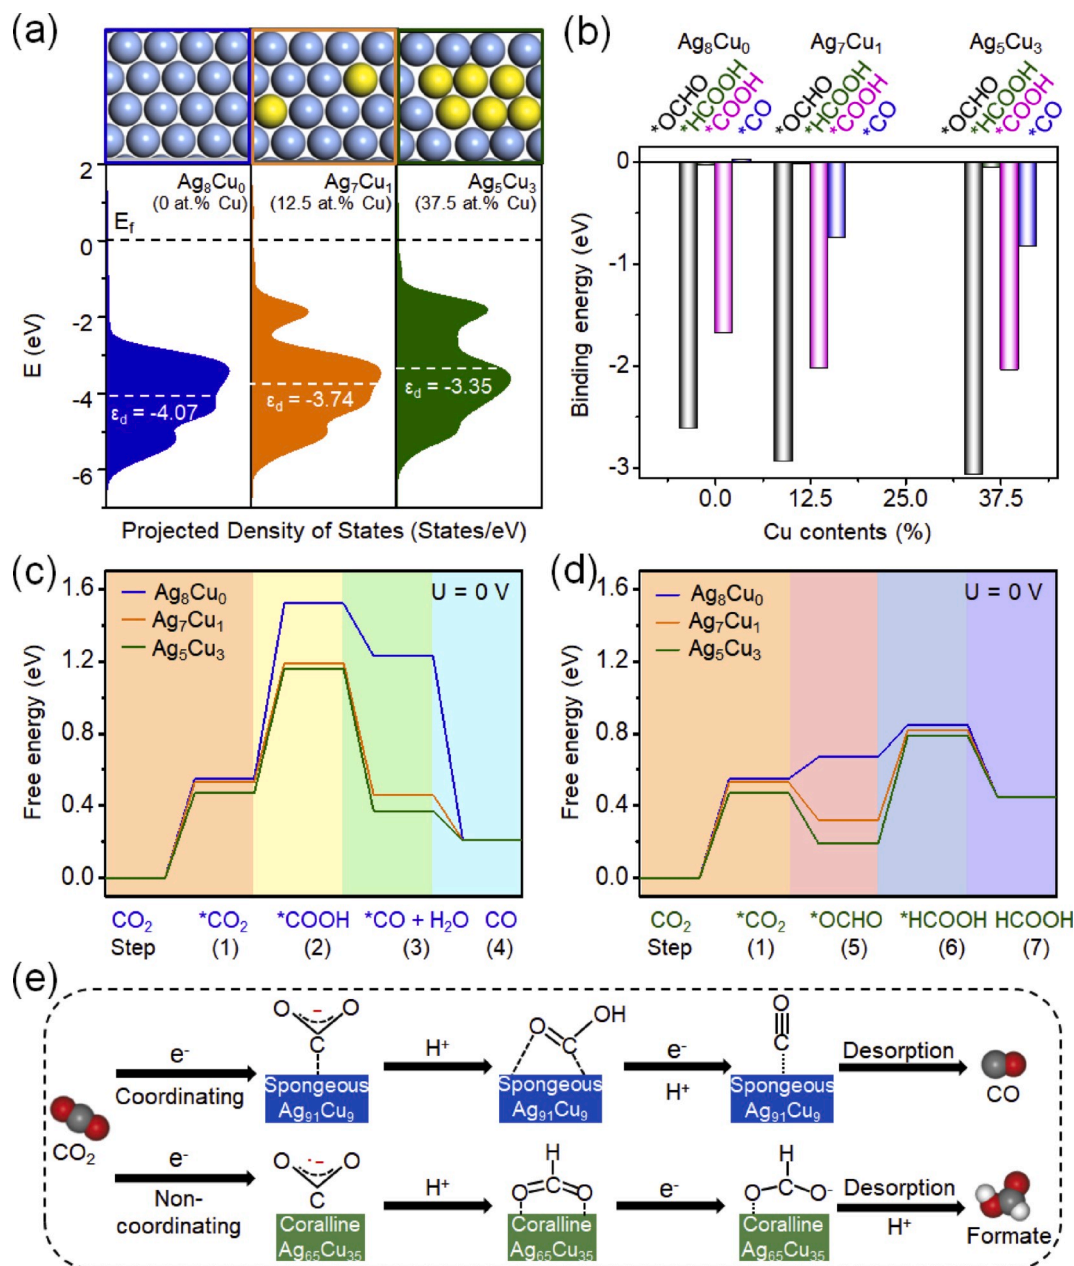 (a)
Ag₈Cu₀
(0 at.% Cu)
Ag₇Cu₁
(12.5 at.% Cu)
Ag₅Cu₃
(37.5 at.% Cu)
E_f
2
0
-2
-4
-6
E (eV)
ε_d = -4.07
ε_d = -3.74
ε_d = -3.35
Projected Density of States (States/eV)
(b)
Ag₈Cu₀ Ag₇Cu₁ Ag₅Cu₃
*OCHO *HCOOH *COOH *CO
*OCHO *HCOOH *COOH *CO
*OCHO *HCOOH *COOH *CO
0
-1
-2
-3
Binding energy (eV)
0.0 12.5 25.0 37.5
Cu contents (%)
(c)
1.6
1.2
0.8
0.4
0.0
Free energy (eV)
Ag₈Cu₀
Ag₇Cu₁
Ag₅Cu₃
U = 0 V
CO₂ *CO₂ *COOH *CO + H₂O CO
Step (1) (2) (3) (4)
(d)
1.6
1.2
0.8
0.4
0.0
Free energy (eV)
Ag₈Cu₀
Ag₇Cu₁
Ag₅Cu₃
U = 0 V
CO₂ *CO₂ *OCHO *HCOOH HCOOH
Step (1) (5) (6) (7)
(e)
CO₂
e⁻
Coordinating
O O
·−
C
Spongeous
Ag₉₁Cu₉
H⁺
O OH
C
Spongeous
Ag₉₁Cu₉
e⁻
H⁺
O
C
Spongeous
Ag₉₁Cu₉
Desorption
CO
e⁻
Non-
coordinating
O O
·−
C
Coralline
Ag₆₅Cu₃₅
H⁺
H
C
O O
Coralline
Ag₆₅Cu₃₅
e⁻
H
C
O O⁻
Coralline
Ag₆₅Cu₃₅
Desorption
H⁺
Formate